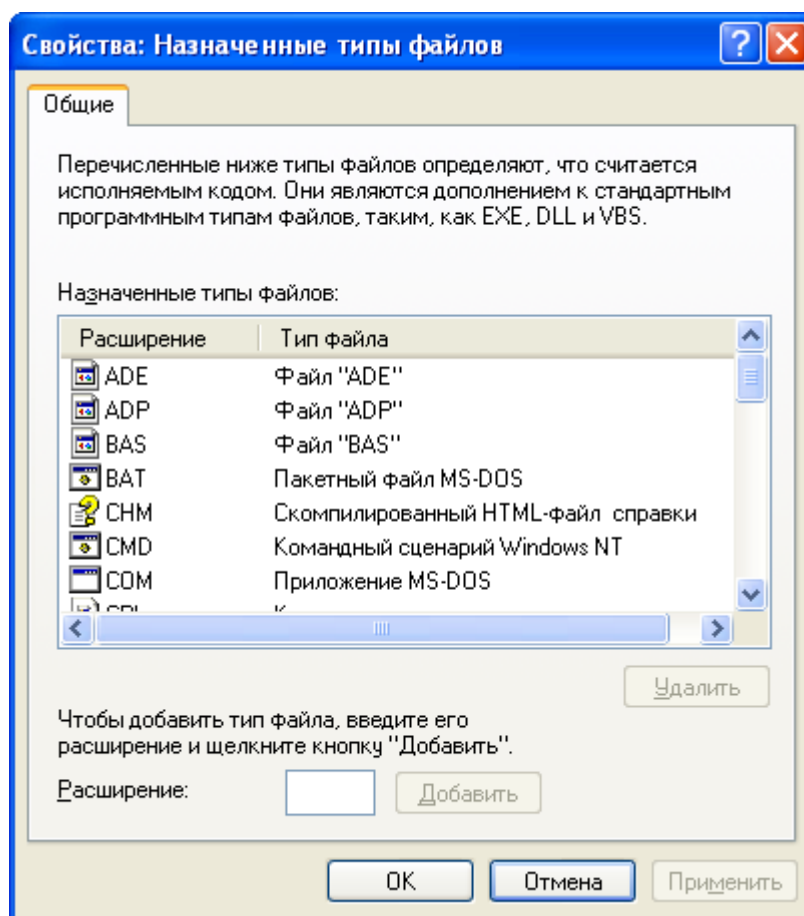 Свойства: Назначенные типы файлов
Общие
Перечисленные ниже типы файлов определяют, что считается
исполняемым кодом. Они являются дополнением к стандартным
программным типам файлов, таким, как EXE, DLL и VBS.
Назначенные типы файлов:
Расширение Тип файла
ADE Файл "ADE"
ADP Файл "ADP"
BAS Файл "BAS"
BAT Пакетный файл MS-DOS
CHM Скомпилированный HTML-файл справки
CMD Командный сценарий Windows NT
COM Приложение MS-DOS
Удалить
Чтобы добавить тип файла, введите его
расширение и щелкните кнопку "Добавить".
Расширение: Добавить
OK Отмена Применить